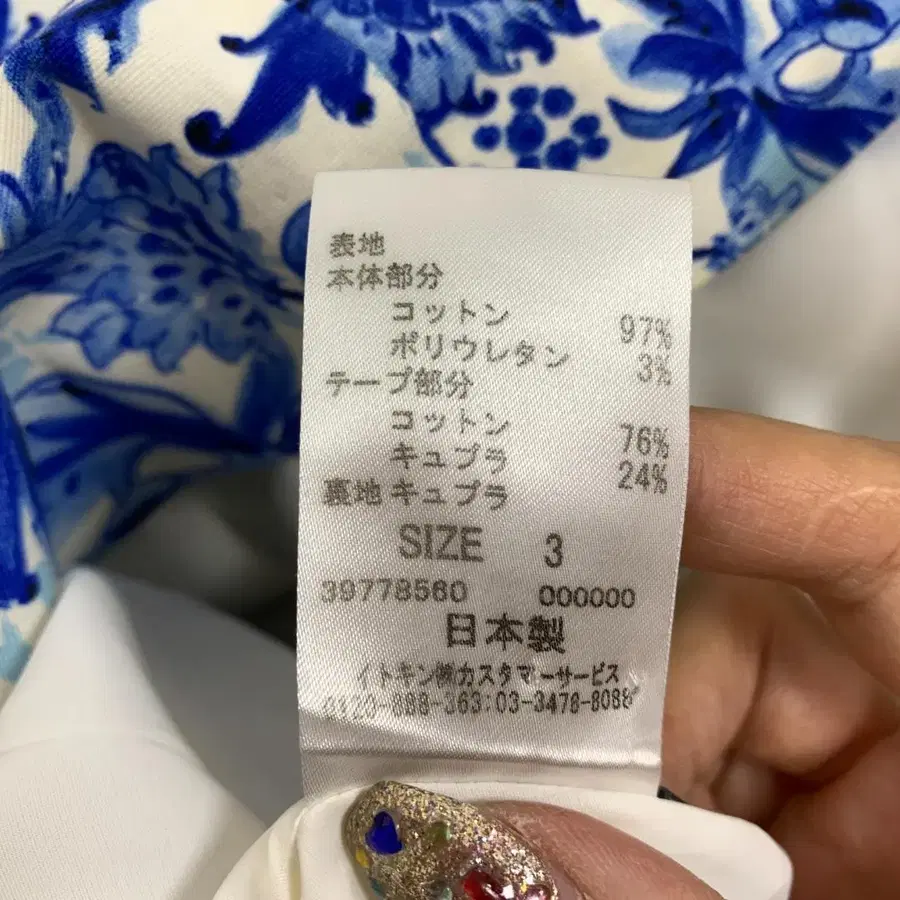 表地
本体部分
コットン 97%
ポリウレタン 3%
テープ部分
コットン 76%
キュプラ 24%
裏地キュプラ
SIZE 3
39778560 000000
日本製
イトキン㈱カスタマーサービス
0120-888-363:03-3478-8088